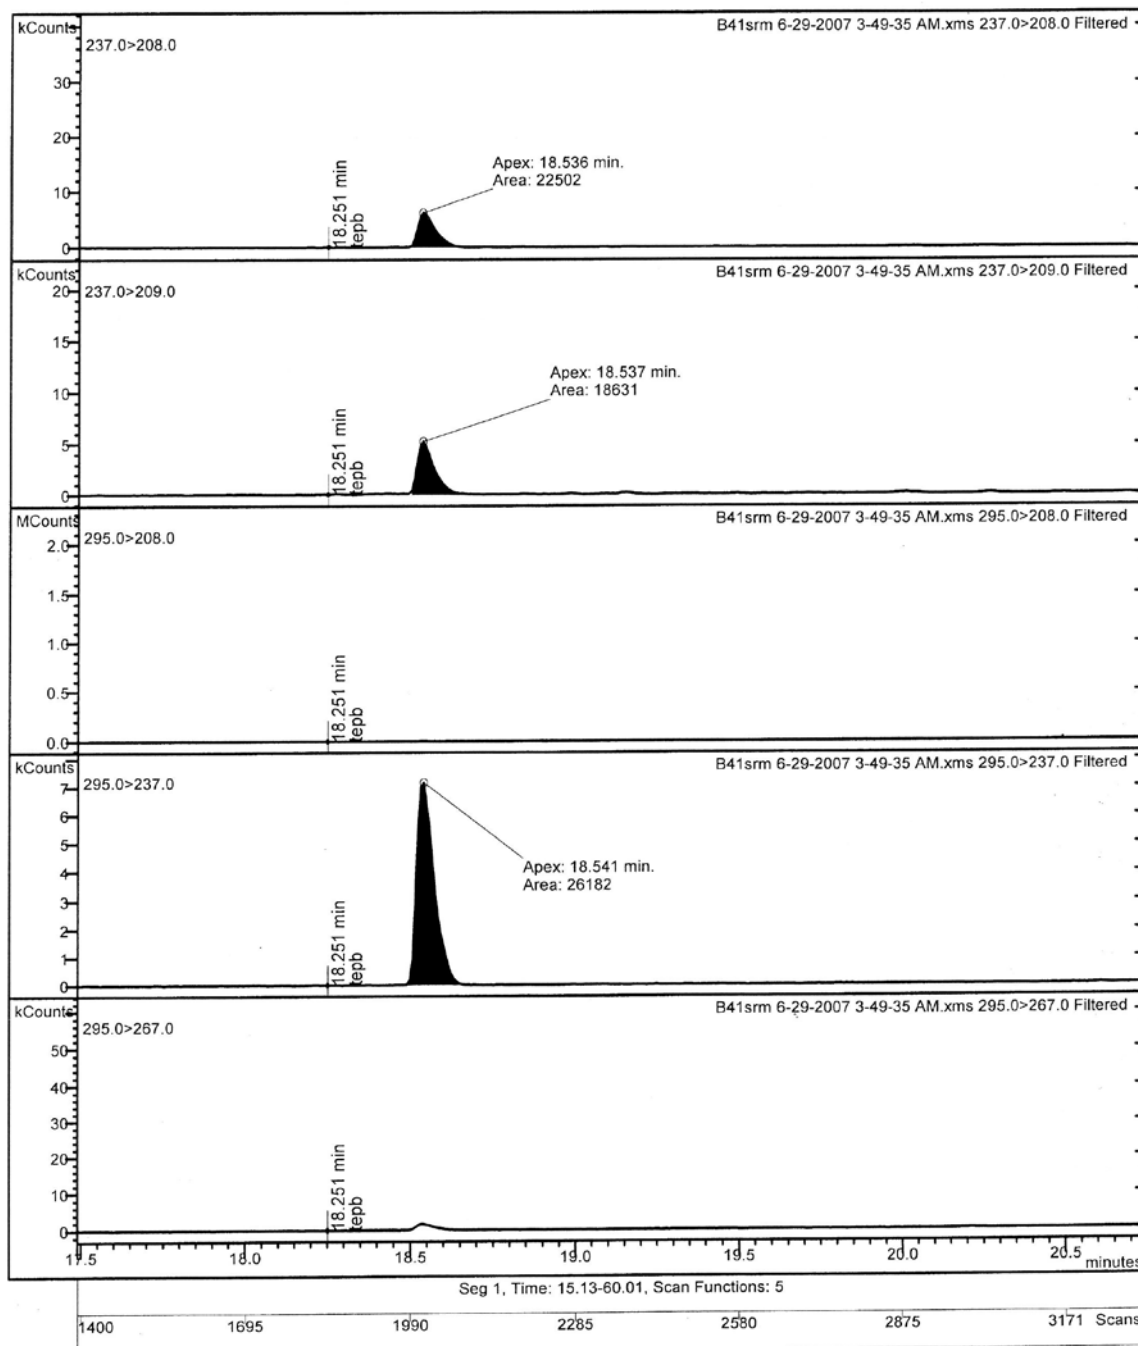 kCounts
B41srm 6-29-2007 3-49-35 AM.xms 237.0>208.0 Filtered
237.0>208.0
30
20
10
0
18.251 min
tepb
Apex: 18.536 min.
Area: 22502
kCounts
B41srm 6-29-2007 3-49-35 AM.xms 237.0>209.0 Filtered
237.0>209.0
20
15
10
5
0
18.251 min
tepb
Apex: 18.537 min.
Area: 18631
MCounts
B41srm 6-29-2007 3-49-35 AM.xms 295.0>208.0 Filtered
295.0>208.0
2.0
1.5
1.0
0.5
0.0
18.251 min
tepb
kCounts
B41srm 6-29-2007 3-49-35 AM.xms 295.0>237.0 Filtered
295.0>237.0
7
6
5
4
3
2
1
0
18.251 min
tepb
Apex: 18.541 min.
Area: 26182
kCounts
B41srm 6-29-2007 3-49-35 AM.xms 295.0>267.0 Filtered
295.0>267.0
50
40
30
20
10
0
18.251 min
tepb
17.5 18.0 18.5 19.0 19.5 20.0 20.5
minutes
Seg 1, Time: 15.13-60.01, Scan Functions: 5
1400 1695 1990 2285 2580 2875 3171 Scans